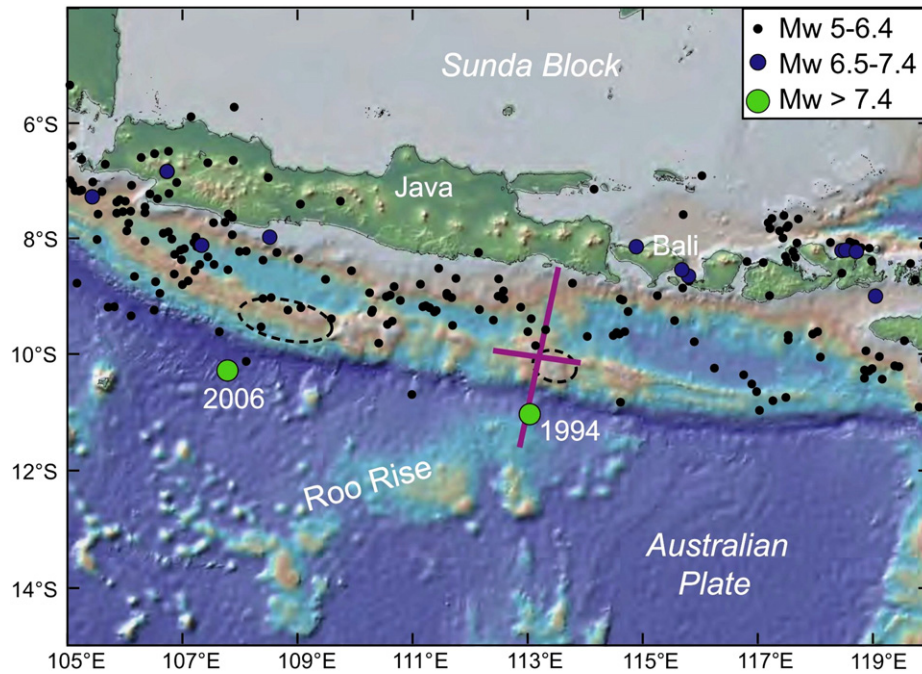 Mw 5-6.4
Mw 6.5-7.4
Mw > 7.4
Sunda Block
6°S
Java
8°S
Bali
10°S
2006
1994
12°S
Roo Rise
Australian
Plate
14°S
105°E 107°E 109°E 111°E 113°E 115°E 117°E 119°E